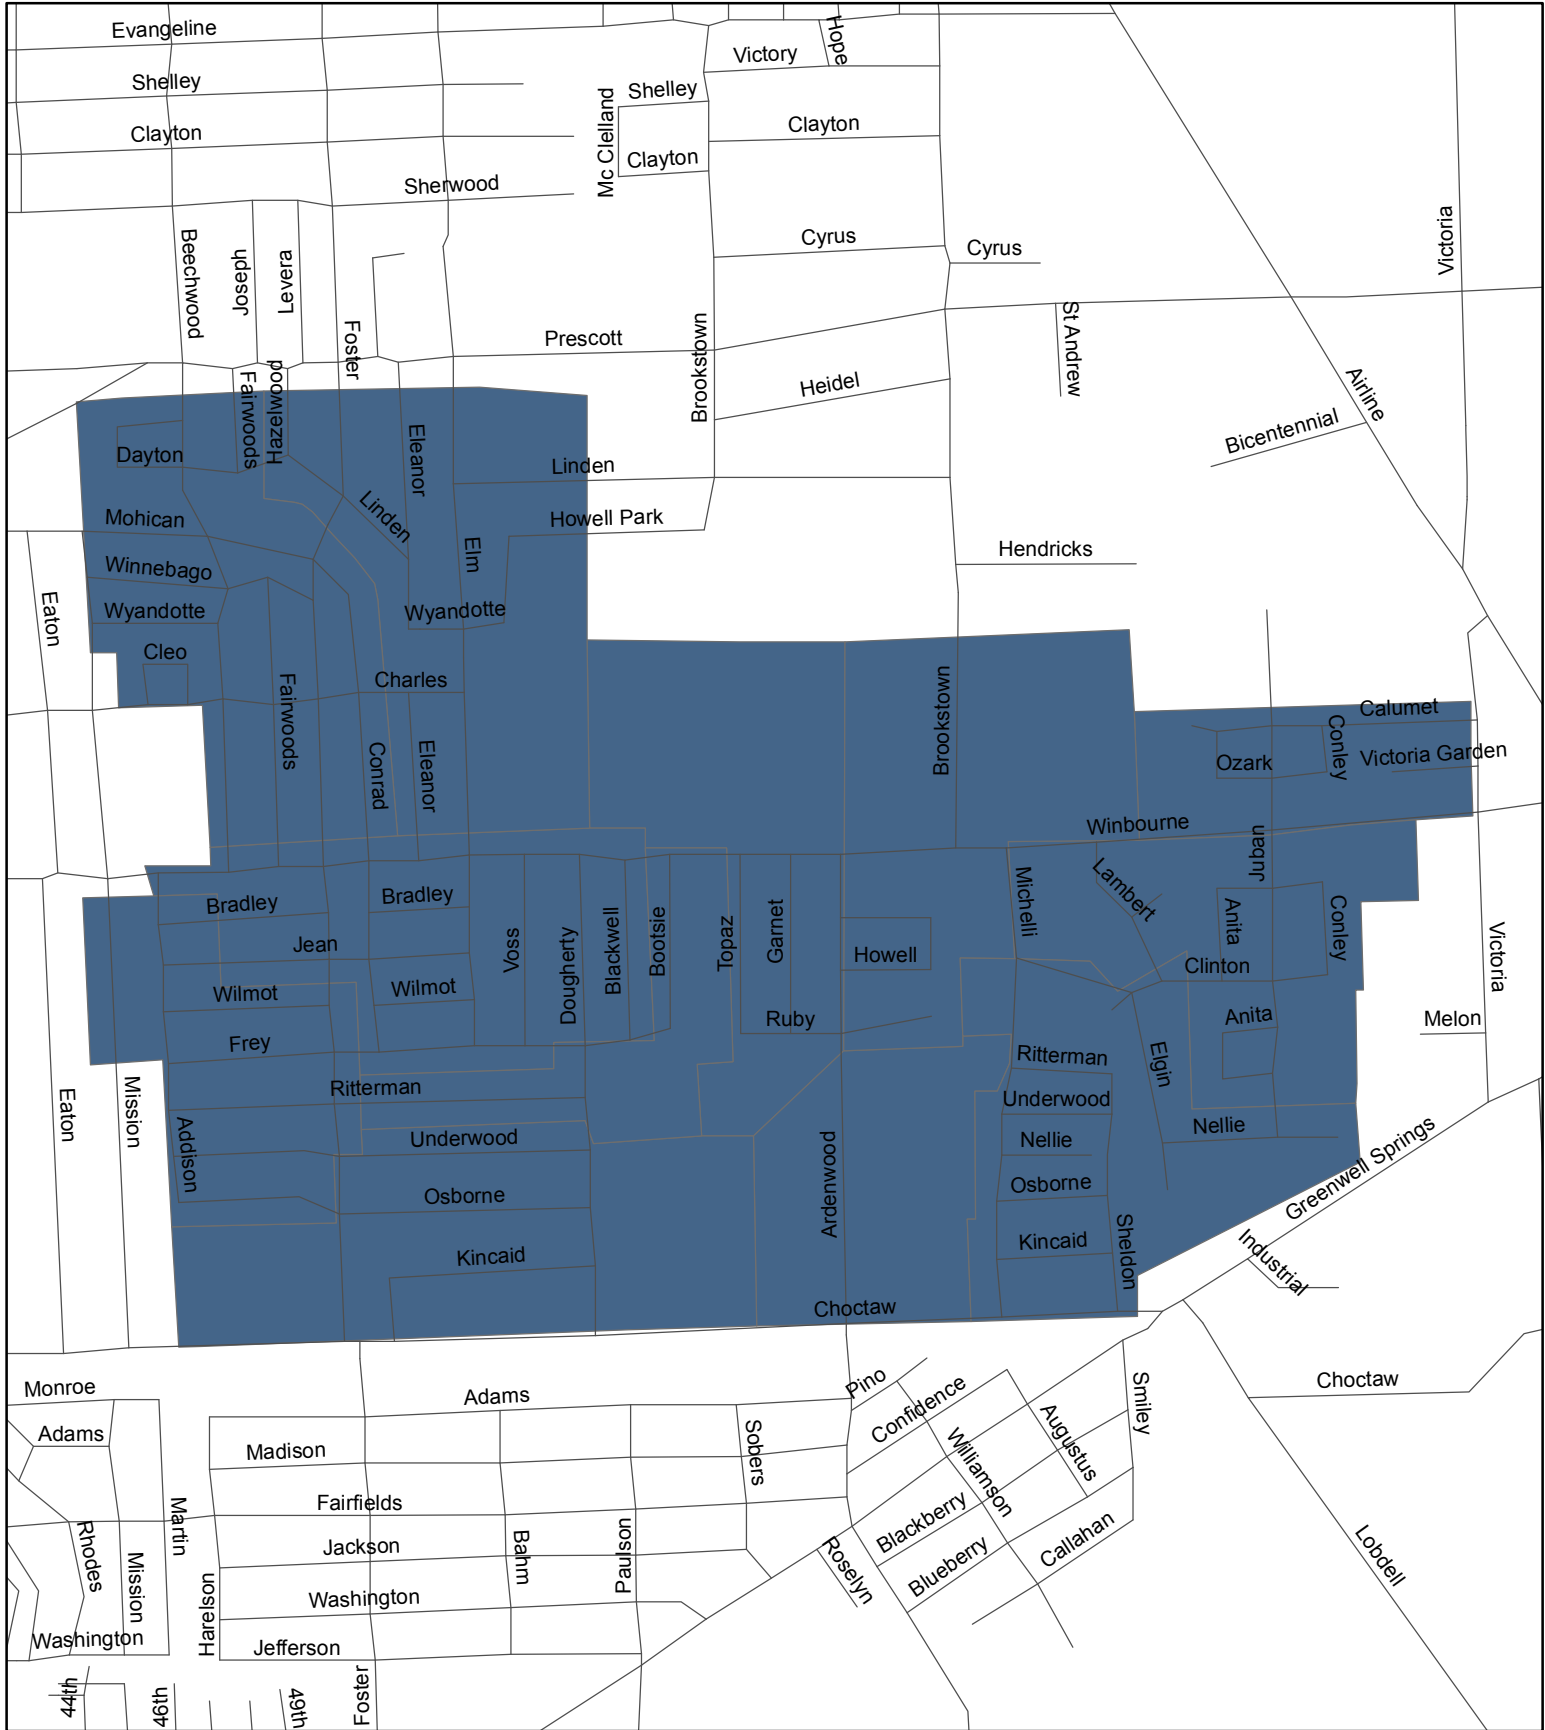 Evangeline
Hope
Victory
Shelley
Shelley
Mc Clelland
Clayton
Clayton
Clayton
Sherwood
Beechwood
Joseph
Levera
Cyrus
Cyrus
Victoria
Foster
Prescott
Brookstown
St Andrew
Heidel
Airline
Fairwoods
Hazelwood
Bicentennial
Eleanor
Dayton
Linden
Linden
Mohican
Howell Park
Elm
Hendricks
Winnebago
Eaton
Wyandotte
Wyandotte
Cleo
Charles
Fairwoods
Brookstown
Calumet
Conrad
Eleanor
Ozark
Conley
Victoria Garden
Winbourne
Juban
Bradley
Bradley
Michelli
Lambert
Jean
Voss
Dougherty
Blackwell
Bootsie
Topaz
Garnet
Howell
Anita
Conley
Victoria
Clinton
Wilmot
Wilmot
Ruby
Anita
Melon
Frey
Ritterman
Elgin
Ritterman
Eaton
Mission
Addison
Underwood
Underwood
Nellie
Nellie
Ardenwood
Osborne
Osborne
Greenwell Springs
Kincaid
Kincaid
Sheldon
Industrial
Choctaw
Monroe
Adams
Pino
Confidence
Smiley
Choctaw
Adams
Madison
Sobers
Williamson
Augustus
Fairfields
Martin
Rhodes
Mission
Jackson
Bahm
Paulson
Blackberry
Roselyn
Blueberry
Callahan
Lobdell
Harelson
Washington
Washington
Jefferson
44th
46th
49th
Foster